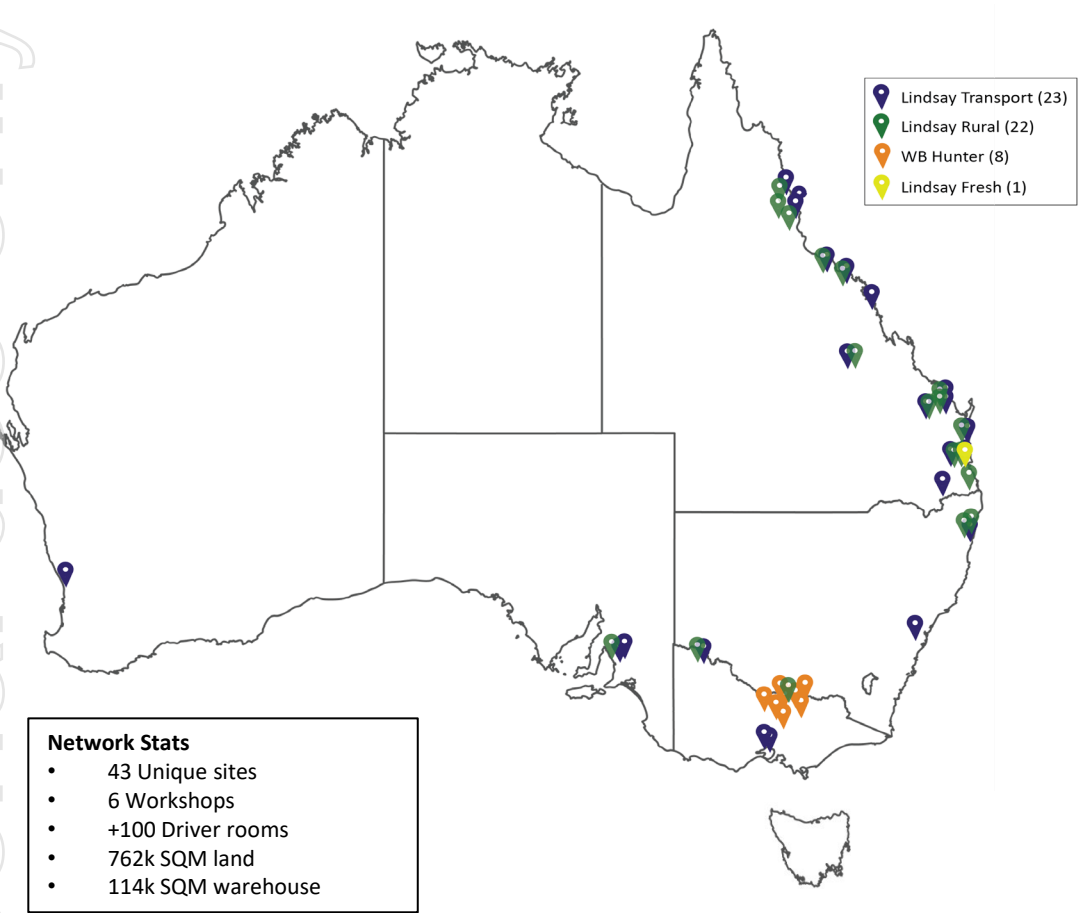 Lindsay Transport (23)
Lindsay Rural (22)
WB Hunter (8)
Lindsay Fresh (1)
Network Stats
• 43 Unique sites
• 6 Workshops
• +100 Driver rooms
• 762k SQM land
• 114k SQM warehouse